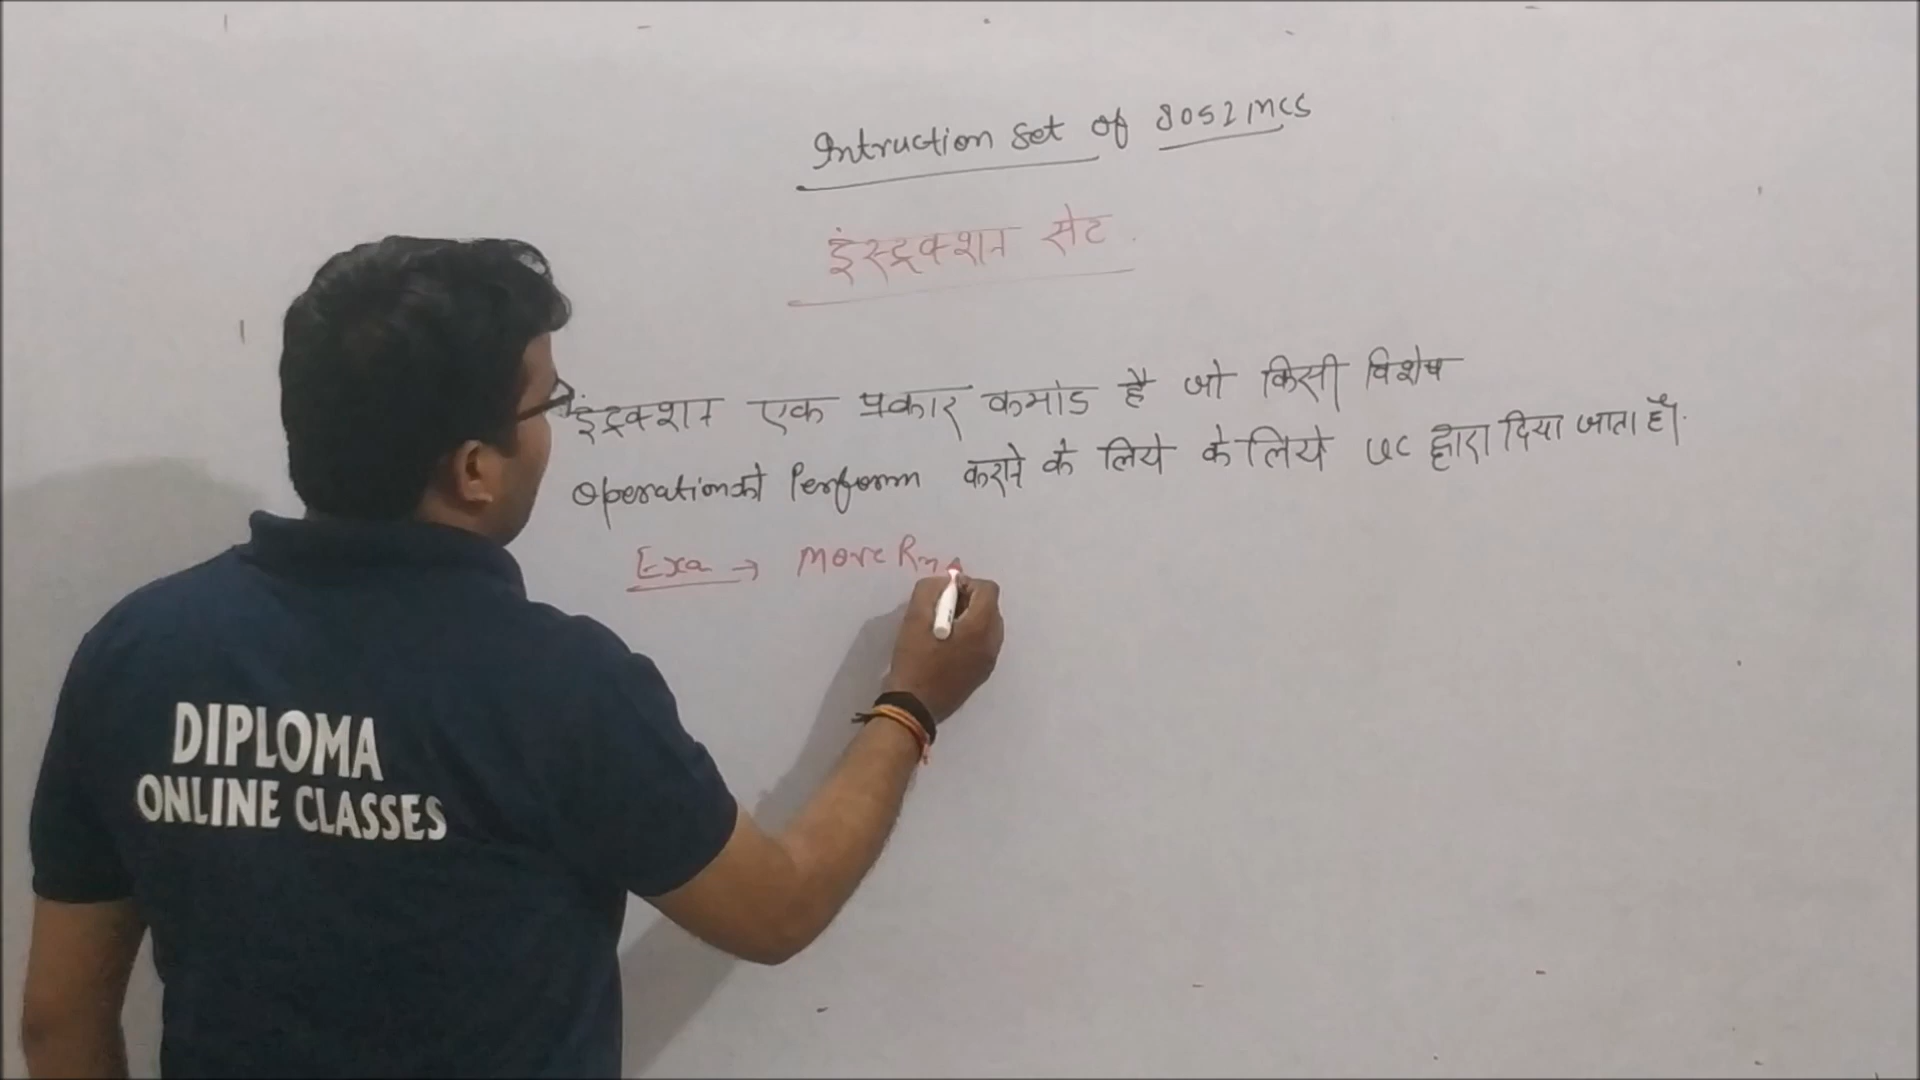 Intruction set of 8052 MCS
इंस्ट्रक्शन सेट
इंट्रक्शन एक प्रकार कमांड है जो किसी विशेष
operation को Perform कराने के लिये के लिये uc द्वारा दिया जाता है।
Exa → Move Rn
DIPLOMA
ONLINE CLASSES